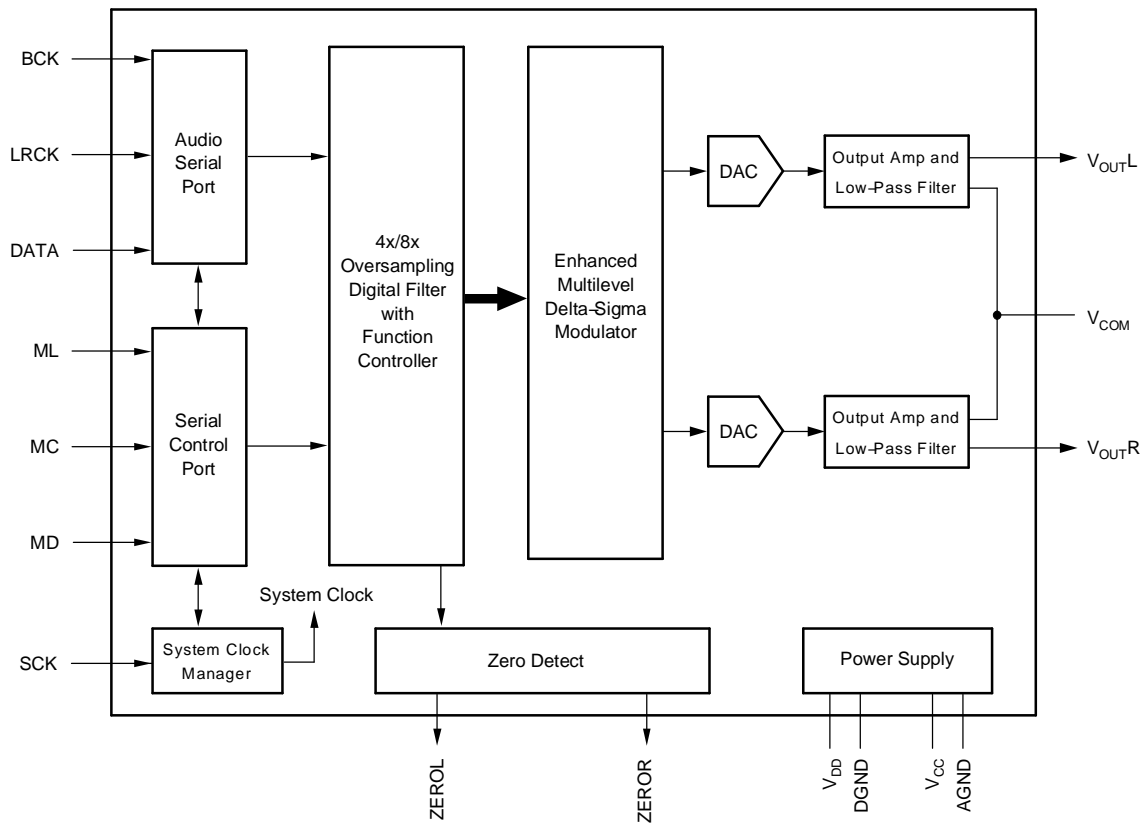 BCK
LRCK
DATA
ML
MC
MD
SCK
Audio
Serial
Port
Serial
Control
Port
System Clock
Manager
System Clock
4x/8x
Oversampling
Digital Filter
with
Function
Controller
Enhanced
Multilevel
Delta–Sigma
Modulator
DAC
Output Amp and
Low–Pass Filter
DAC
Output Amp and
Low–Pass Filter
VOUTL
VCOM
VOUTR
Zero Detect
Power Supply
ZEROL
ZEROR
VDD
DGND
VCC
AGND